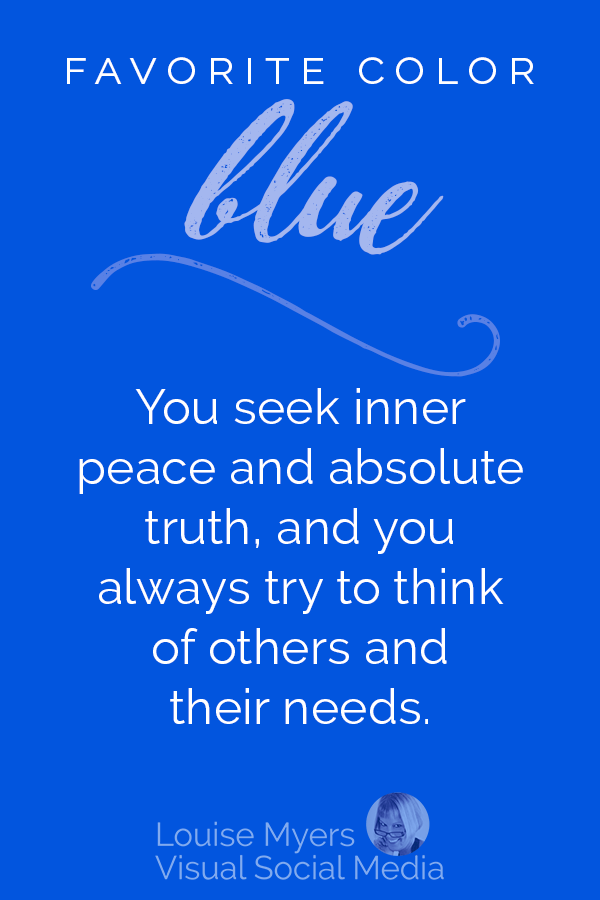 FAVORITE COLOR
blue
You seek inner
peace and absolute
truth, and you
always try to think
of others and
their needs.
Louise Myers
Visual Social Media